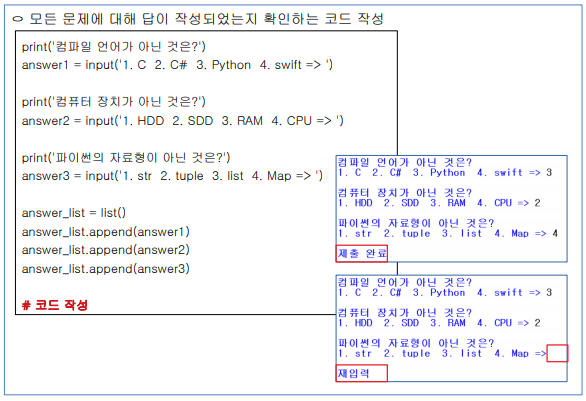 ○ 모든 문제에 대해 답이 작성되었는지 확인하는 코드 작성
print('컴파일 언어가 아닌 것은?')
answer1 = input('1. C  2. C#  3. Python  4. swift => ')
print('컴퓨터 장치가 아닌 것은?')
answer2 = input('1. HDD  2. SDD  3. RAM  4. CPU => ')
print('파이썬의 자료형이 아닌 것은?')
answer3 = input('1. str  2. tuple  3. list  4. Map => ')
answer_list = list()
answer_list.append(answer1)
answer_list.append(answer2)
answer_list.append(answer3)
# 코드 작성
컴파일 언어가 아닌 것은?
1. C  2. C#  3. Python  4. swift => 3
컴퓨터 장치가 아닌 것은?
1. HDD  2. SDD  3. RAM  4. CPU => 2
파이썬의 자료형이 아닌 것은?
1. str  2. tuple  3. list  4. Map => 4
제출 완료
컴파일 언어가 아닌 것은?
1. C  2. C#  3. Python  4. swift => 3
컴퓨터 장치가 아닌 것은?
1. HDD  2. SDD  3. RAM  4. CPU => 2
파이썬의 자료형이 아닌 것은?
1. str  2. tuple  3. list  4. Map =>
재입력